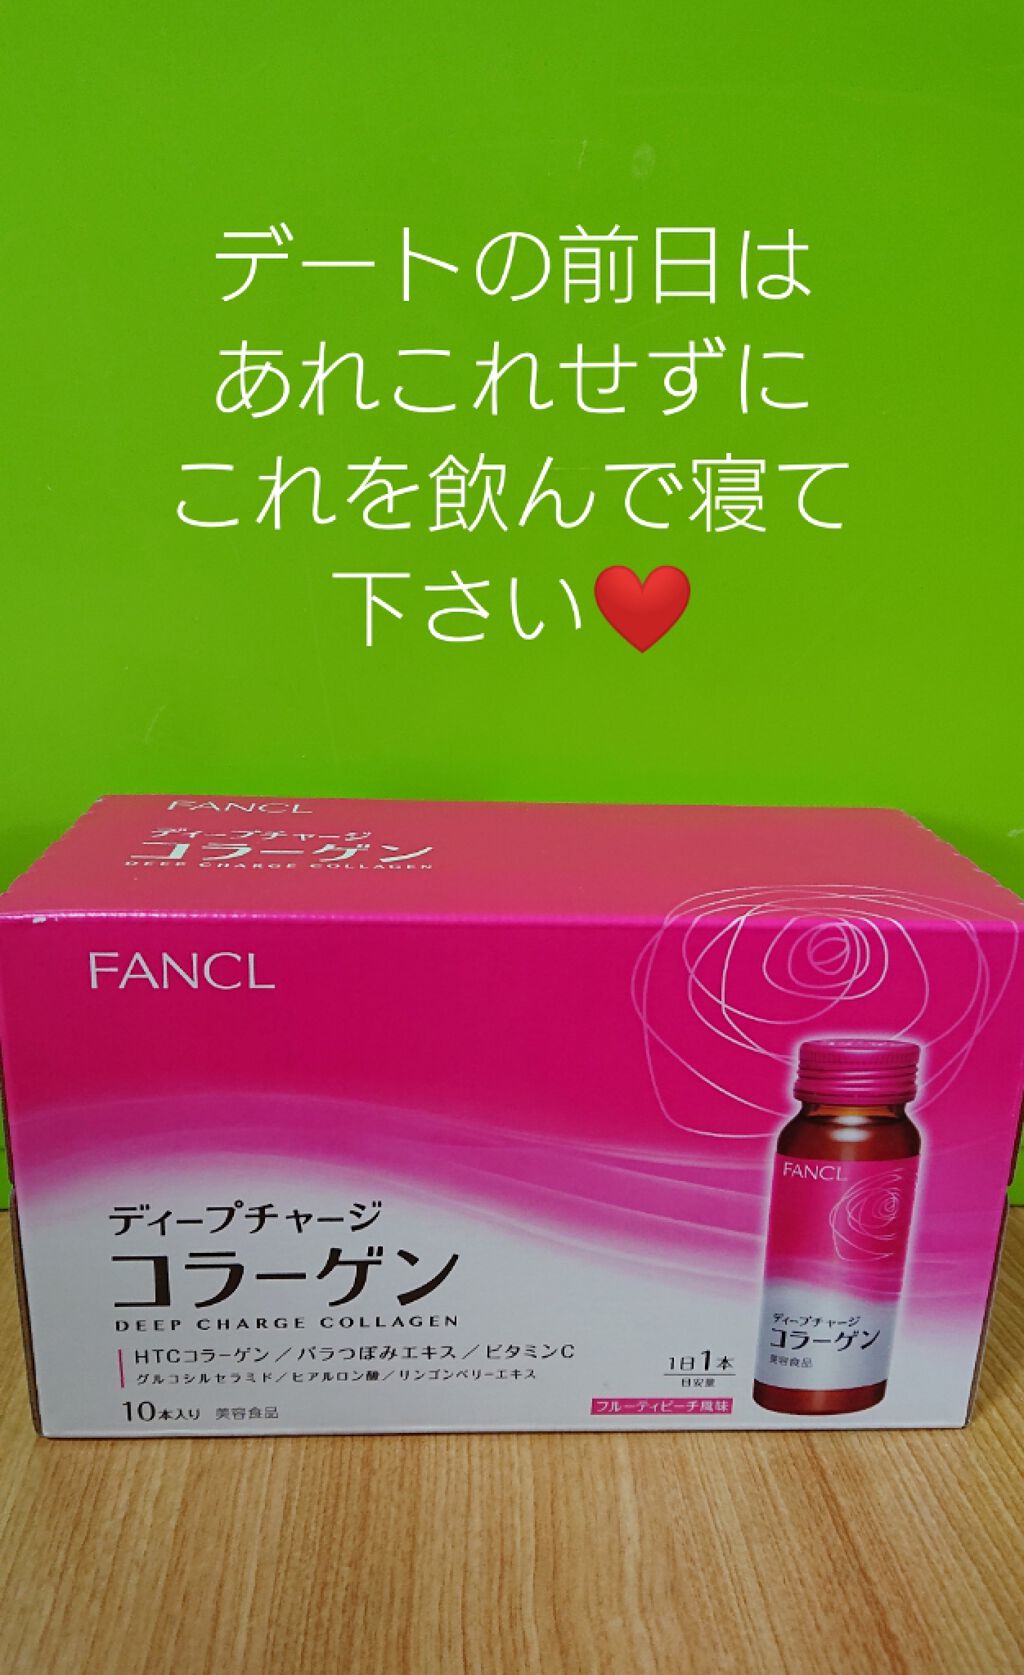 デートの前日は
あれこれせずに
これを飲んで寝て
下さい❤️
FANCL
ディープチャージ
コラーゲン
DEEP CHARGE COLLAGEN
FANCL
ディープチャージ
コラーゲン
DEEP CHARGE COLLAGEN
HTCコラーゲン／バラつぼみエキス／ビタミンC
グルコシルセラミド／ヒアルロン酸／リンゴンベリーエキス
10本入り 美容食品
1日1本
目安量
フルーティピーチ風味
FANCL
ディープチャージ
コラーゲン
美容食品